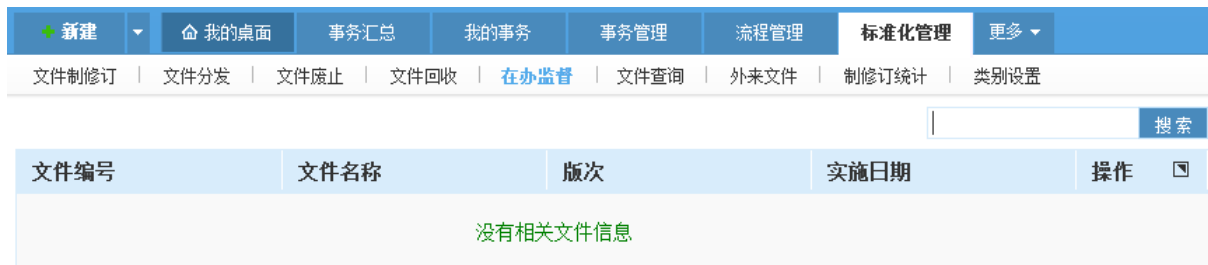 新建 我的桌面 事务汇总 我的事务 事务管理 流程管理 标准化管理 更多
文件制修订 文件分发 文件废止 文件回收 在办监督 文件查询 外来文件 制修订统计 类别设置
搜索
文件编号 文件名称 版次 实施日期 操作
没有相关文件信息